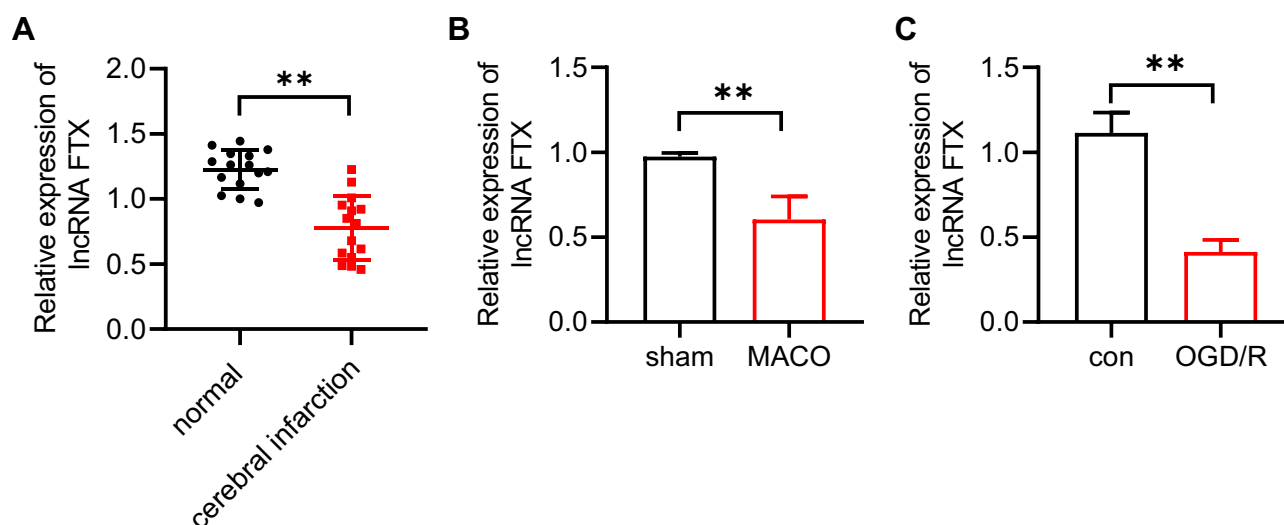 A
Relative expression of
lncRNA FTX
2.0
1.5
1.0
0.5
0.0
**
normal
cerebral infarction
B
Relative expression of
lncRNA FTX
1.5
1.0
0.5
0.0
**
sham
MACO
C
Relative expression of
lncRNA FTX
1.5
1.0
0.5
0.0
**
con
OGD/R